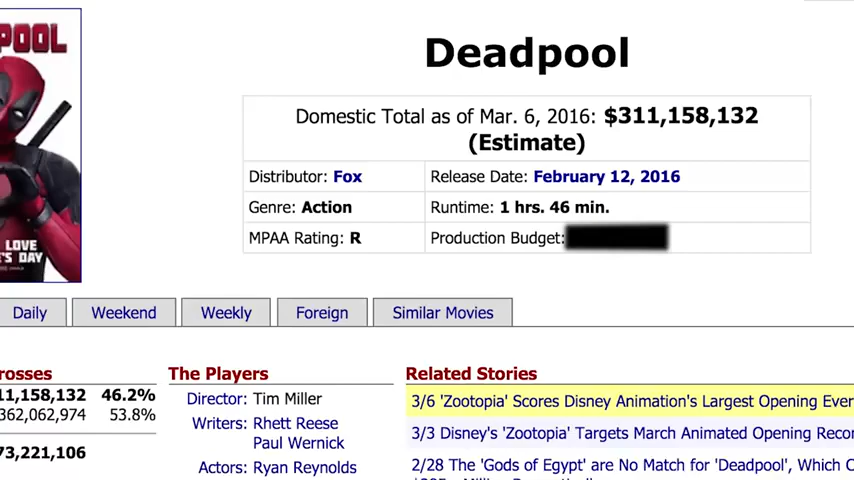 POOL
Deadpool
Domestic Total as of Mar. 6, 2016: $311,158,132
(Estimate)
Distributor: Fox
Release Date: February 12, 2016
Genre: Action
Runtime: 1 hrs. 46 min.
MPAA Rating: R
Production Budget:
LOVE
E'S DAY
Daily
Weekend
Weekly
Foreign
Similar Movies
rosses
11,158,132 46.2%
362,062,974 53.8%
73,221,106
The Players
Director: Tim Miller
Writers: Rhett Reese
Paul Wernick
Actors: Ryan Reynolds
Related Stories
3/6 'Zootopia' Scores Disney Animation's Largest Opening Ever
3/3 Disney's 'Zootopia' Targets March Animated Opening Recor
2/28 The 'Gods of Egypt' are No Match for 'Deadpool', Which C